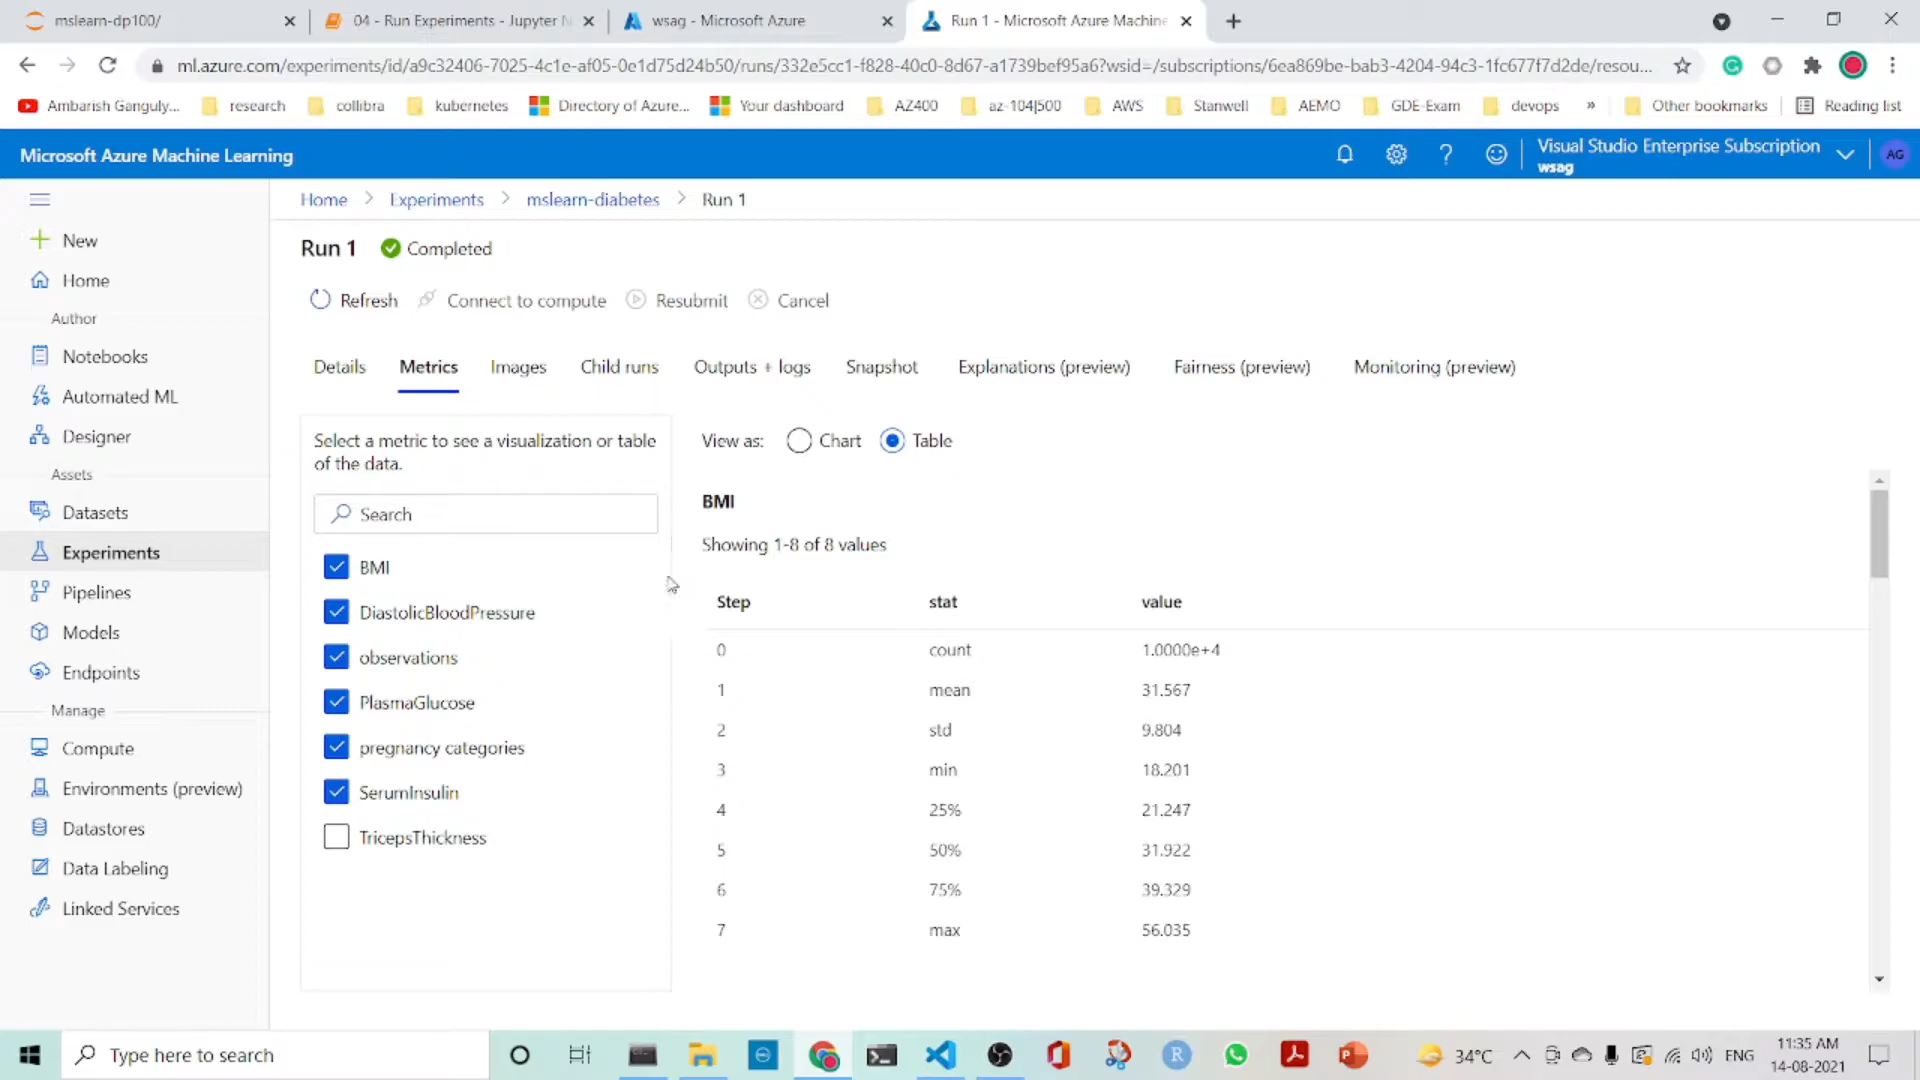 mslearn-dp100/
04 - Run Experiments - Jupyter N
wsag - Microsoft Azure
Run 1 - Microsoft Azure Machine
ml.azure.com/experiments/id/a9c32406-7025-4c1e-af05-0e1d75d24b50/runs/332e5cc1-f828-40c0-8d67-a1739bef95a6?wsid=/subscriptions/6ea869be-bab3-4204-94c3-1fc677f7d2de/resou...
Ambarish Ganguly...
research
collibra
kubernetes
Directory of Azure...
Your dashboard
AZ400
az-104|500
AWS
Stanwell
AEMO
GDE-Exam
devops
»
Other bookmarks
Reading list
Microsoft Azure Machine Learning
Visual Studio Enterprise Subscription
wsag
AG
Home > Experiments > mslearn-diabetes > Run 1
New
Home
Author
Notebooks
Automated ML
Designer
Assets
Datasets
Experiments
Pipelines
Models
Endpoints
Manage
Compute
Environments (preview)
Datastores
Data Labeling
Linked Services
Run 1 Completed
Refresh Connect to compute Resubmit Cancel
Details Metrics Images Child runs Outputs + logs Snapshot Explanations (preview) Fairness (preview) Monitoring (preview)
Select a metric to see a visualization or table
of the data.
Search
BMI
DiastolicBloodPressure
observations
PlasmaGlucose
pregnancy categories
SerumInsulin
TricepsThickness
View as: Chart Table
BMI
Showing 1-8 of 8 values
Step stat value
0 count 1.0000e+4
1 mean 31.567
2 std 9.804
3 min 18.201
4 25% 21.247
5 50% 31.922
6 75% 39.329
7 max 56.035
Type here to search
34°C
ENG
11:35 AM
14-08-2021